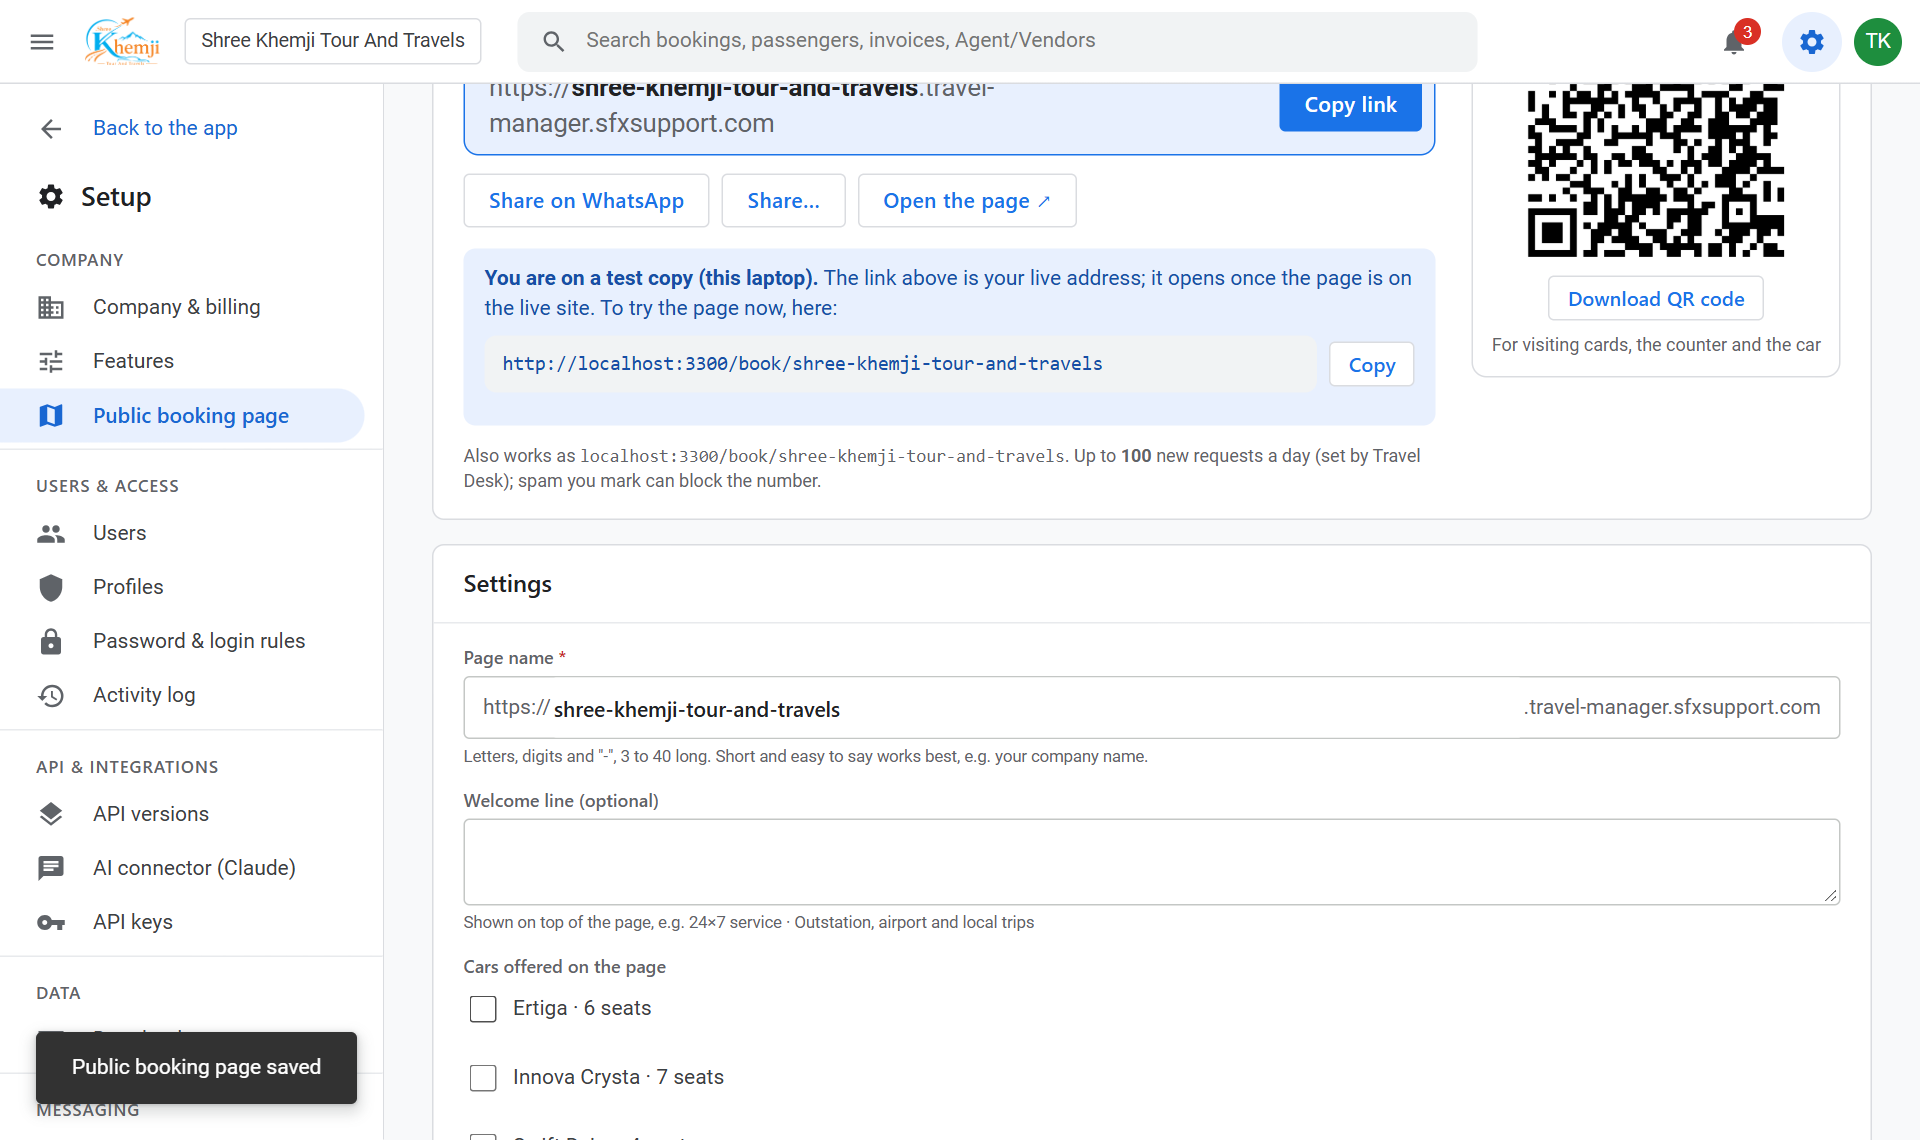 Shree Khemji Tour And Travels
Search bookings, passengers, invoices, Agent/Vendors
3
TK
Khemji
Back to the app
Setup
COMPANY
Company & billing
Features
Public booking page
USERS & ACCESS
Users
Profiles
Password & login rules
Activity log
API & INTEGRATIONS
API versions
AI connector (Claude)
API keys
DATA
Public booking page saved
MESSAGING
https://shree-khemji-tour-and-travels.travel-
manager.sfxsupport.com
Copy link
Share on WhatsApp
Share...
Open the page ↗
You are on a test copy (this laptop). The link above is your live address; it opens once the page is on
the live site. To try the page now, here:
http://localhost:3300/book/shree-khemji-tour-and-travels
Copy
Also works as localhost:3300/book/shree-khemji-tour-and-travels. Up to 100 new requests a day (set by Travel
Desk); spam you mark can block the number.
Download QR code
For visiting cards, the counter and the car
Settings
Page name *
https:// shree-khemji-tour-and-travels .travel-manager.sfxsupport.com
Letters, digits and "-", 3 to 40 long. Short and easy to say works best, e.g. your company name.
Welcome line (optional)
Shown on top of the page, e.g. 24×7 service · Outstation, airport and local trips
Cars offered on the page
Ertiga · 6 seats
Innova Crysta · 7 seats